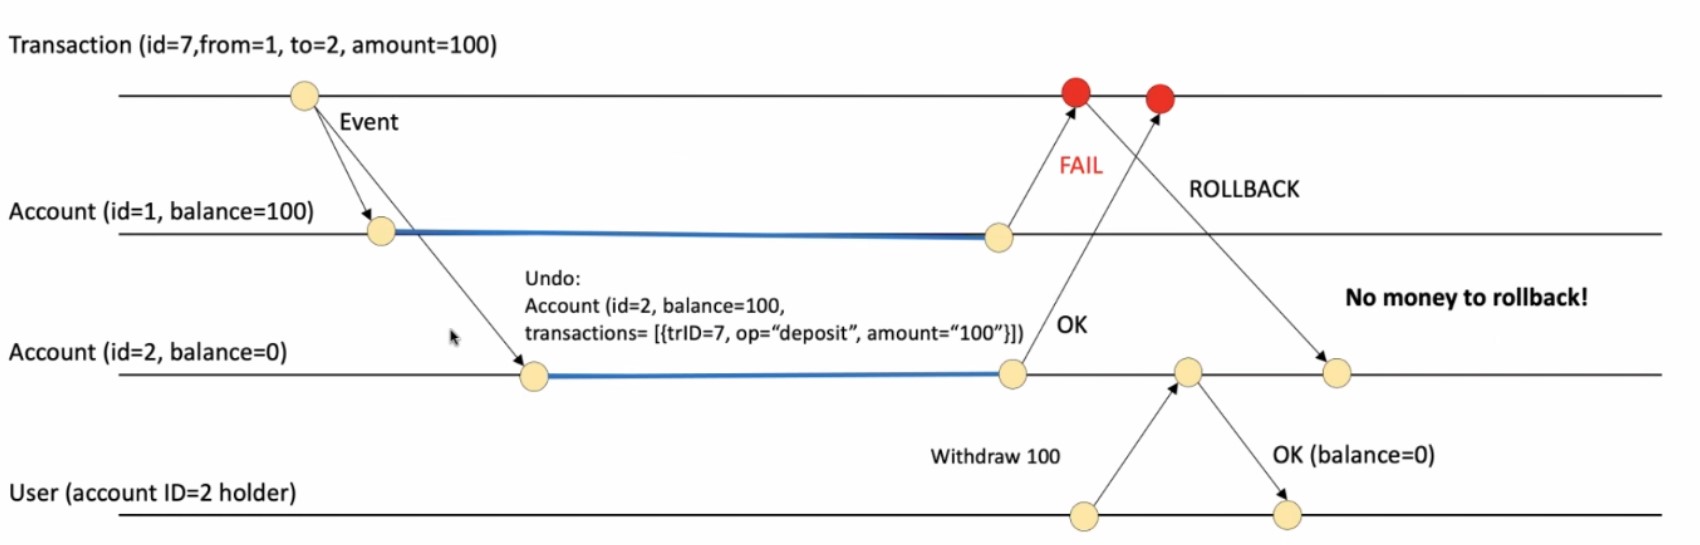 Transaction (id=7,from=1, to=2, amount=100)
Event
FAIL
ROLLBACK
Account (id=1, balance=100)
Undo:
Account (id=2, balance=100,
transactions= [{trID=7, op=“deposit”, amount=“100”}])
No money to rollback!
OK
Account (id=2, balance=0)
Withdraw 100
OK (balance=0)
User (account ID=2 holder)